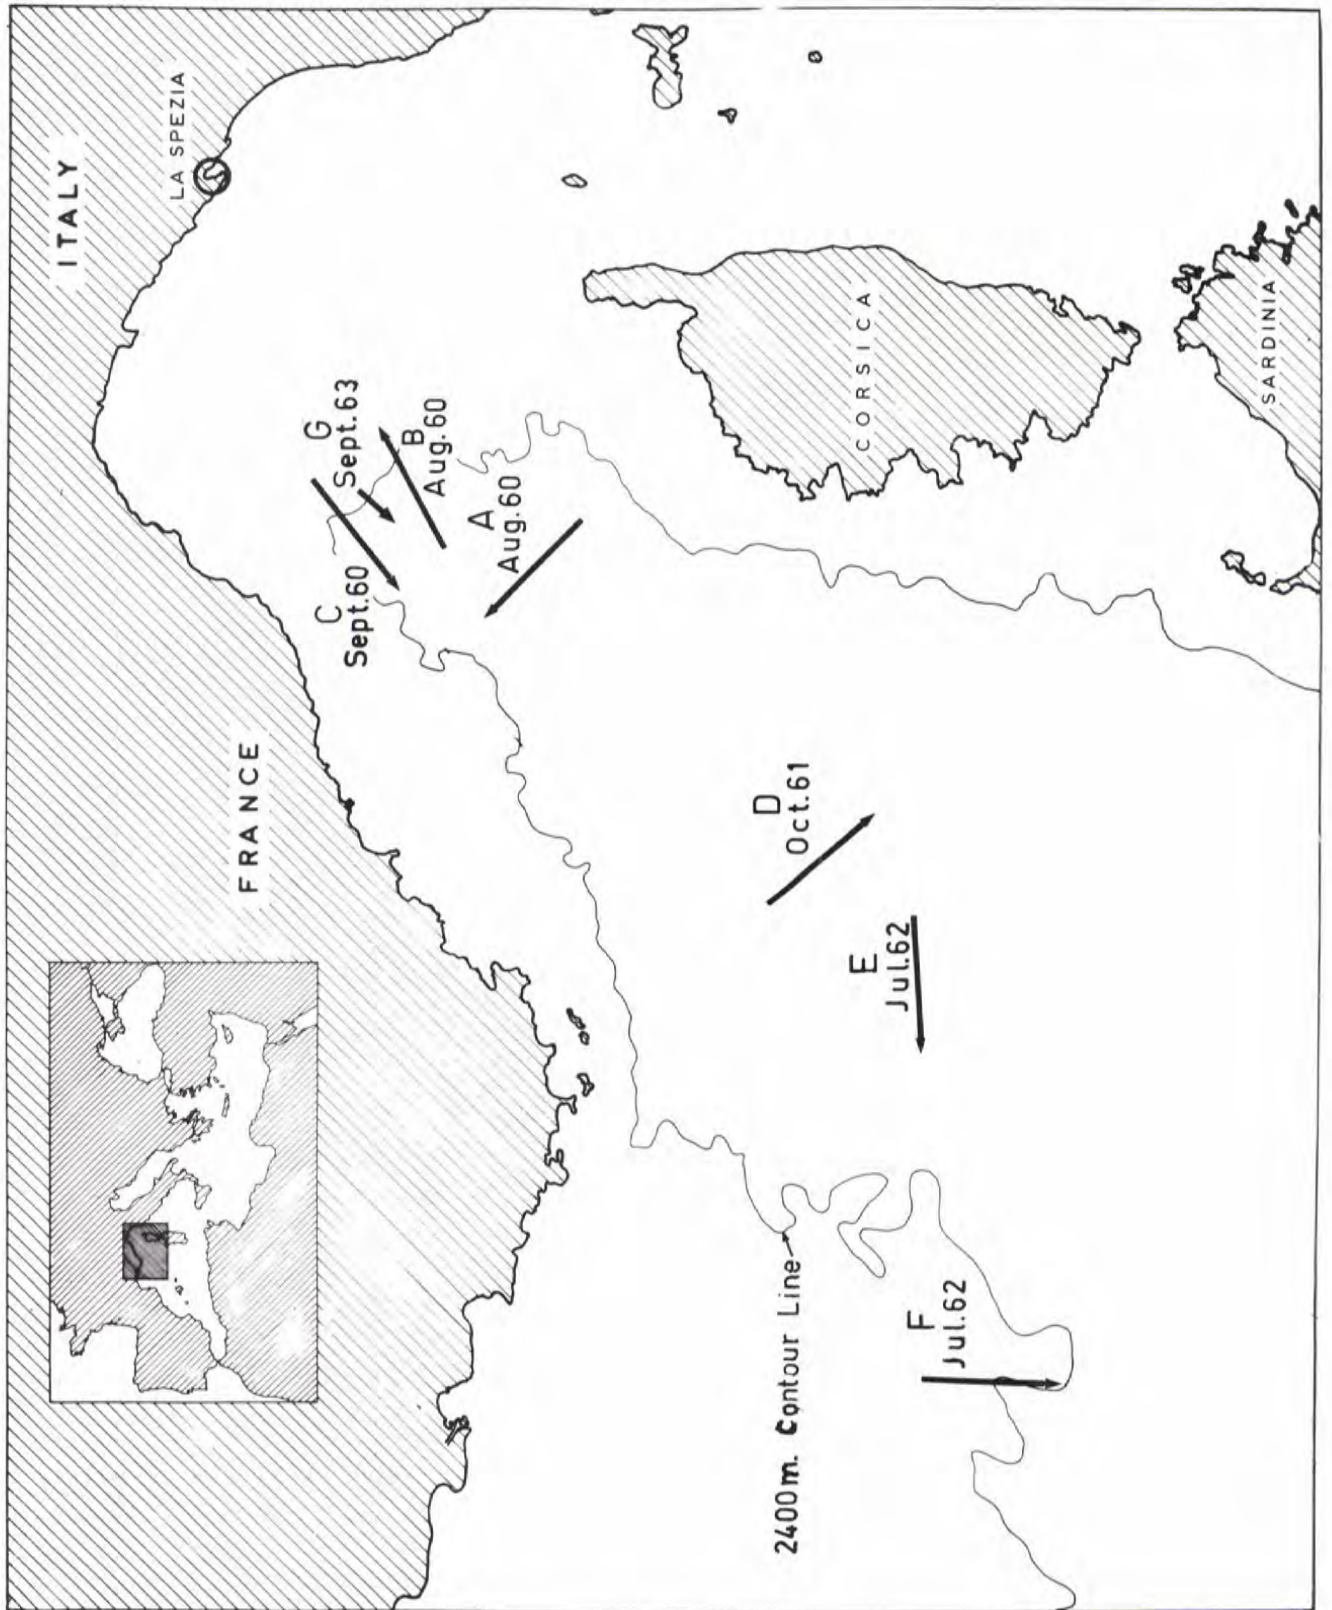 ITALY
LA SPEZIA
FRANCE
CORSICA
SARDINIA
G
Sept.63
B
Aug.60
A
Aug.60
C
Sept.60
D
Oct.61
E
Jul.62
F
Jul.62
2400m. Contour Line